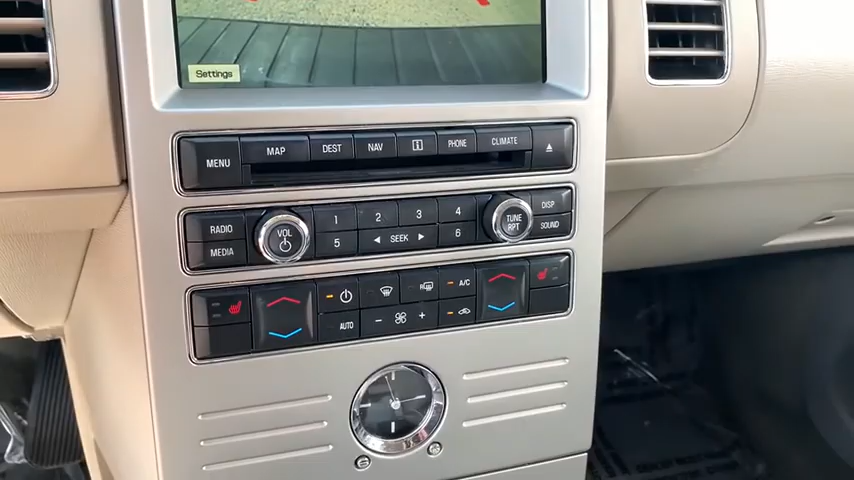 Settings
MENU MAP DEST NAV i PHONE CLIMATE
RADIO VOL 1 2 3 4 TUNE DISP
MEDIA 5 SEEK 6 RPT SOUND
R A/C
AUTO - +